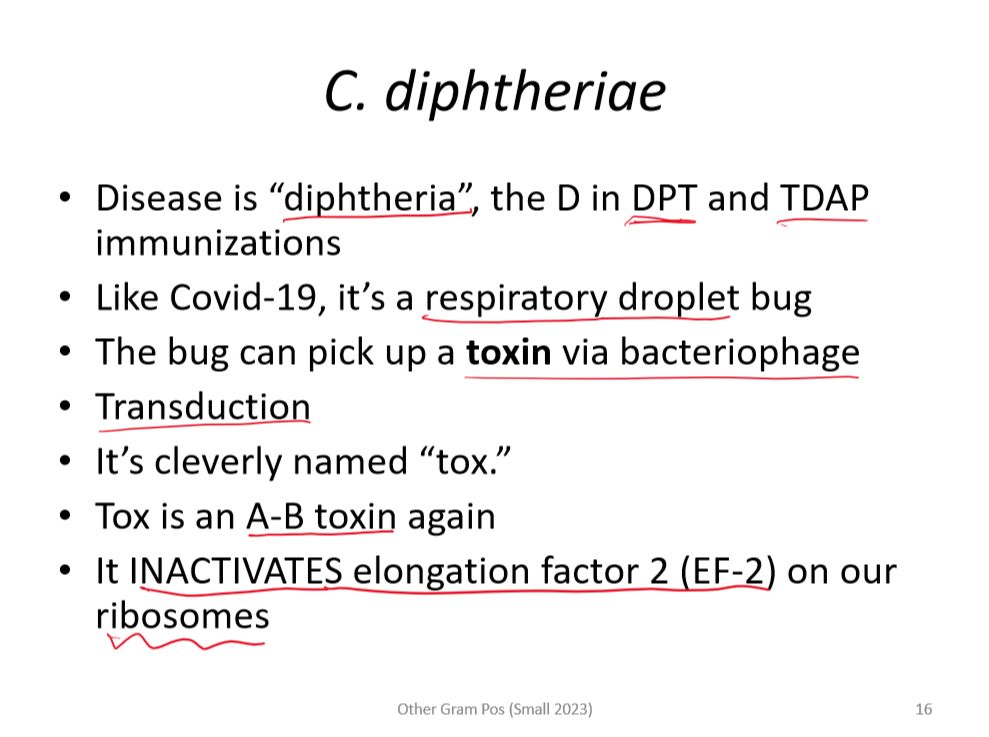 C. diphtheriae
• Disease is “diphtheria”, the D in DPT and TDAP
immunizations
• Like Covid-19, it’s a respiratory droplet bug
• The bug can pick up a toxin via bacteriophage
• Transduction
• It’s cleverly named “tox.”
• Tox is an A-B toxin again
• It INACTIVATES elongation factor 2 (EF-2) on our
ribosomes
Other Gram Pos (Small 2023) 16